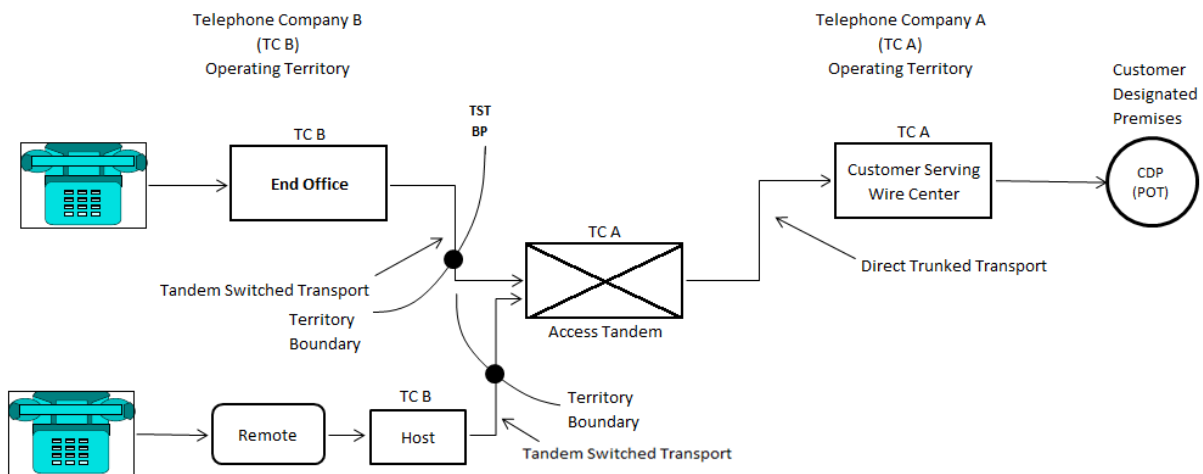 Telephone Company B
(TC B)
Operating Territory
Telephone Company A
(TC A)
Operating Territory
Customer
Designated
Premises
TST
BP
TC B
End Office
TC A
Customer Serving
Wire Center
CDP
(POT)
TC A
Tandem Switched Transport
Direct Trunked Transport
Territory
Boundary
Access Tandem
TC B
Remote
Host
Territory
Boundary
Tandem Switched Transport